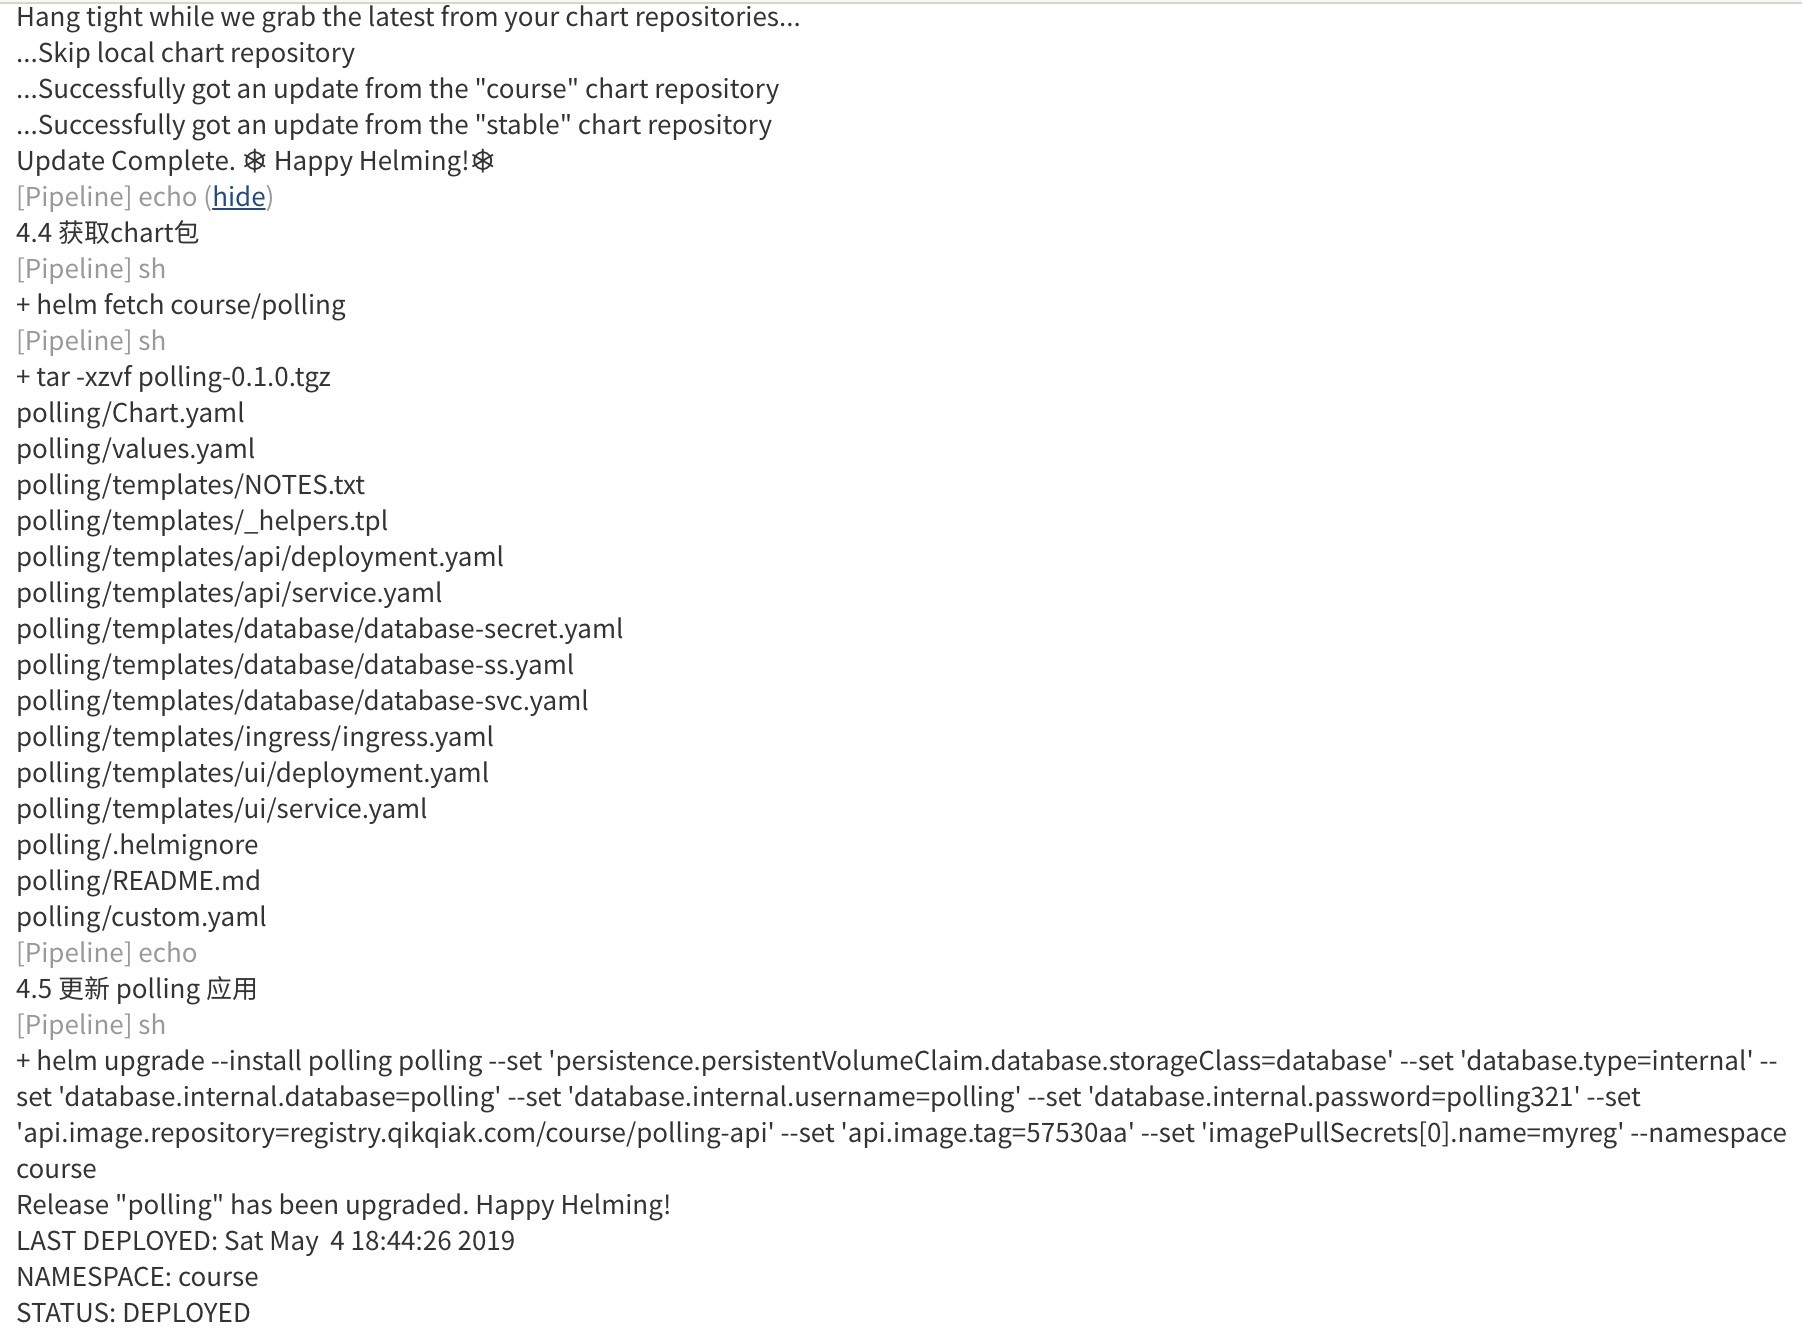 Hang tight while we grab the latest from your chart repositories...
...Skip local chart repository
...Successfully got an update from the "course" chart repository
...Successfully got an update from the "stable" chart repository
Update Complete. ⎈ Happy Helming!⎈
[Pipeline] echo (hide)
4.4 获取chart包
[Pipeline] sh
+ helm fetch course/polling
[Pipeline] sh
+ tar -xzvf polling-0.1.0.tgz
polling/Chart.yaml
polling/values.yaml
polling/templates/NOTES.txt
polling/templates/_helpers.tpl
polling/templates/api/deployment.yaml
polling/templates/api/service.yaml
polling/templates/database/database-secret.yaml
polling/templates/database/database-ss.yaml
polling/templates/database/database-svc.yaml
polling/templates/ingress/ingress.yaml
polling/templates/ui/deployment.yaml
polling/templates/ui/service.yaml
polling/.helmignore
polling/README.md
polling/custom.yaml
[Pipeline] echo
4.5 更新 polling 应用
[Pipeline] sh
+ helm upgrade --install polling polling --set 'persistence.persistentVolumeClaim.database.storageClass=database' --set 'database.type=internal' --
set 'database.internal.database=polling' --set 'database.internal.username=polling' --set 'database.internal.password=polling321' --set
'api.image.repository=registry.qikqiak.com/course/polling-api' --set 'api.image.tag=57530aa' --set 'imagePullSecrets[0].name=myreg' --namespace
course
Release "polling" has been upgraded. Happy Helming!
LAST DEPLOYED: Sat May  4 18:44:26 2019
NAMESPACE: course
STATUS: DEPLOYED